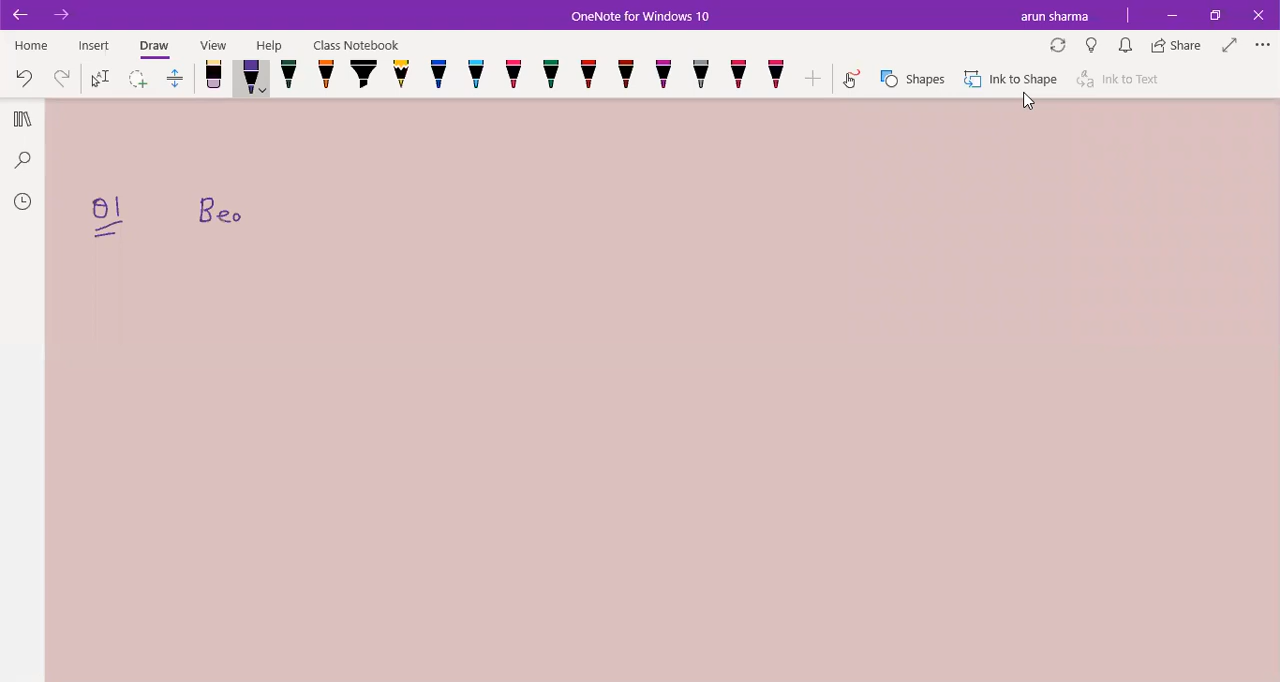 OneNote for Windows 10
arun sharma
Home Insert Draw View Help Class Notebook
Share
Shapes Ink to Shape Ink to Text
01 Beo